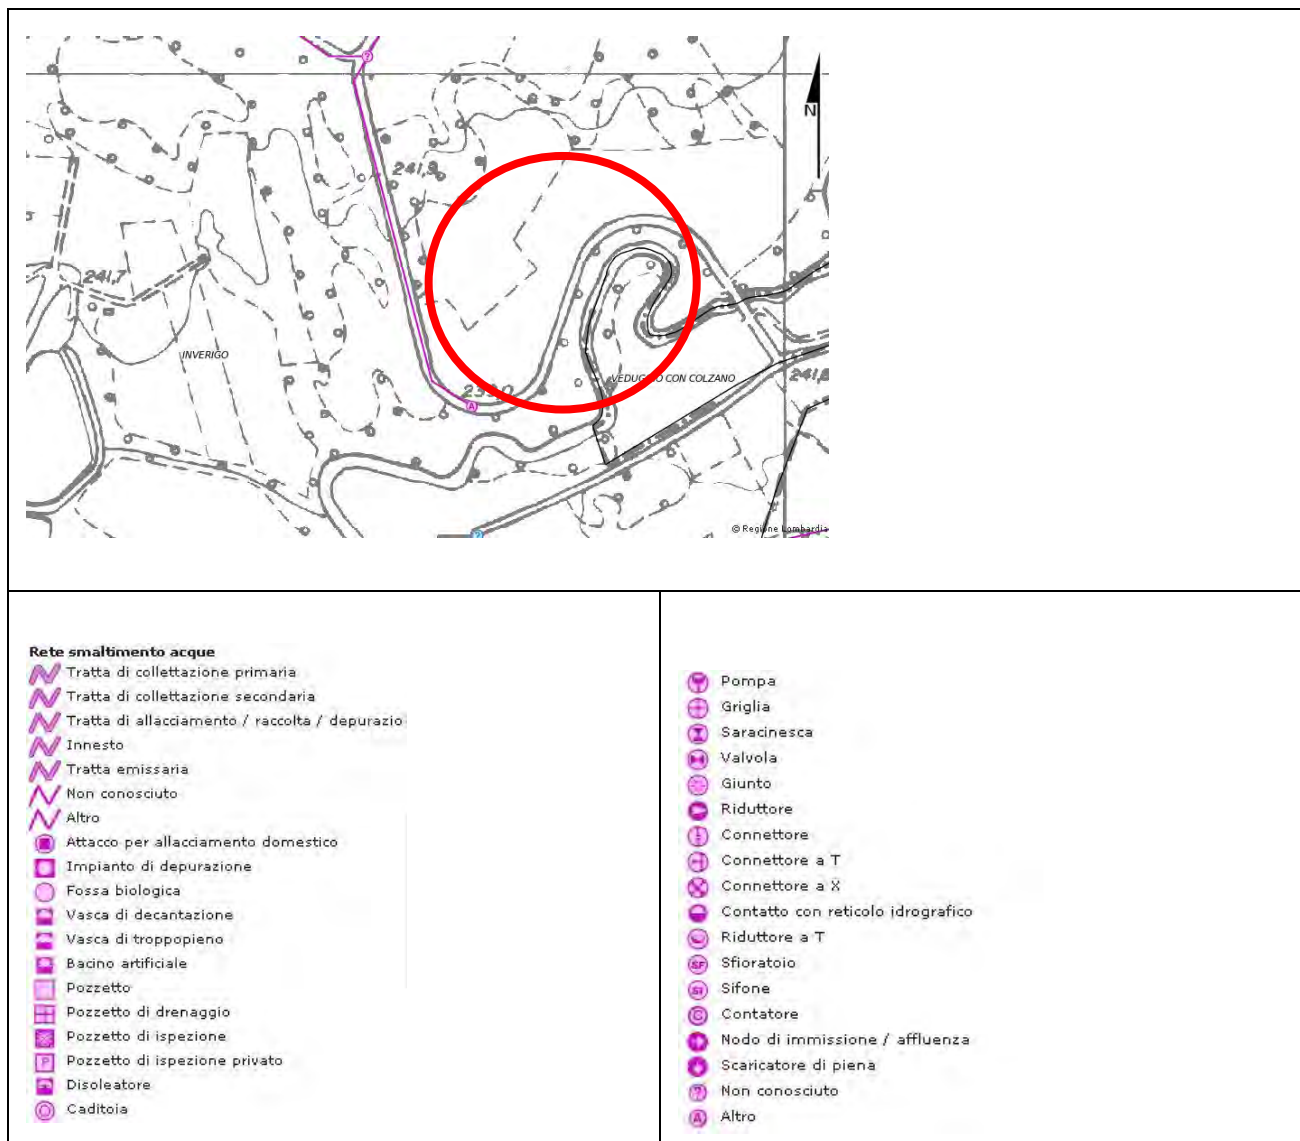 N
241,9
241,7
INVERIGO
239,0
A
VEDUGGIO CON COLZANO
241,8
?
?
© Regione Lombardia
Rete smaltimento acque
Tratta di collettazione primaria
Tratta di collettazione secondaria
Tratta di allacciamento / raccolta / depurazio
Innesto
Tratta emissaria
Non conosciuto
Altro
Attacco per allacciamento domestico
Impianto di depurazione
Fossa biologica
Vasca di decantazione
Vasca di troppopieno
Bacino artificiale
Pozzetto
Pozzetto di drenaggio
Pozzetto di ispezione
P Pozzetto di ispezione privato
Disoleatore
Caditoia
Pompa
Griglia
Saracinesca
Valvola
Giunto
Riduttore
Connettore
Connettore a T
Connettore a X
Contatto con reticolo idrografico
Riduttore a T
SF Sfioratoio
SI Sifone
C Contatore
Nodo di immissione / affluenza
Scaricatore di piena
? Non conosciuto
A Altro